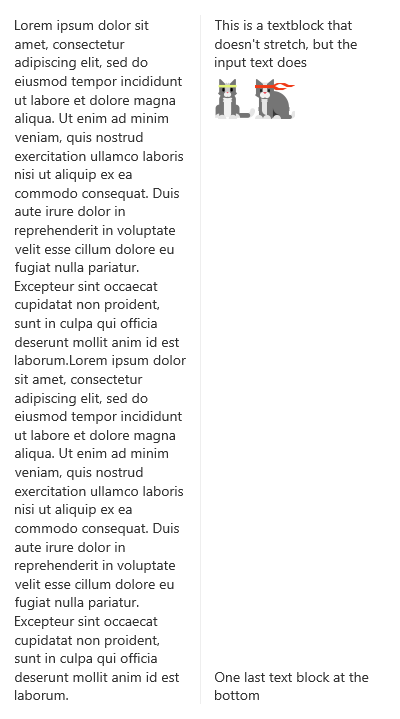 Lorem ipsum dolor sit
amet, consectetur
adipiscing elit, sed do
eiusmod tempor incididunt
ut labore et dolore magna
aliqua. Ut enim ad minim
veniam, quis nostrud
exercitation ullamco laboris
nisi ut aliquip ex ea
commodo consequat. Duis
aute irure dolor in
reprehenderit in voluptate
velit esse cillum dolore eu
fugiat nulla pariatur.
Excepteur sint occaecat
cupidatat non proident,
sunt in culpa qui officia
deserunt mollit anim id est
laborum.Lorem ipsum dolor
sit amet, consectetur
adipiscing elit, sed do
eiusmod tempor incididunt
ut labore et dolore magna
aliqua. Ut enim ad minim
veniam, quis nostrud
exercitation ullamco laboris
nisi ut aliquip ex ea
commodo consequat. Duis
aute irure dolor in
reprehenderit in voluptate
velit esse cillum dolore eu
fugiat nulla pariatur.
Excepteur sint occaecat
cupidatat non proident,
sunt in culpa qui officia
deserunt mollit anim id est
laborum.
This is a textblock that
doesn't stretch, but the
input text does
One last text block at the
bottom